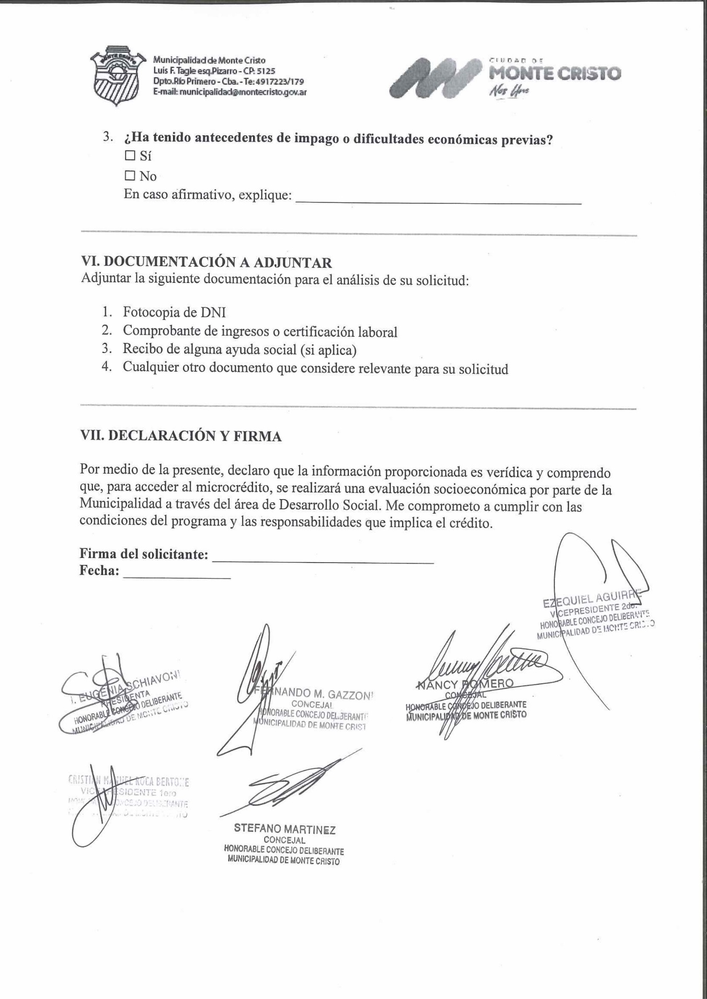 MONTE CRISTO
Municipalidad de Monte Cristo
Luis F. Tagle esq.Pizarro - CP: 5125
Dpto.Río Primero - Cba. - Te: 4917223/179
E-mail: municipalidad@montecristo.gov.ar
CIUDAD DE
MONTE CRISTO
Nos Une
3. ¿Ha tenido antecedentes de impago o dificultades económicas previas?
☐ Sí
☐ No
En caso afirmativo, explique:
VI. DOCUMENTACIÓN A ADJUNTAR
Adjuntar la siguiente documentación para el análisis de su solicitud:
1. Fotocopia de DNI
2. Comprobante de ingresos o certificación laboral
3. Recibo de alguna ayuda social (si aplica)
4. Cualquier otro documento que considere relevante para su solicitud
VII. DECLARACIÓN Y FIRMA
Por medio de la presente, declaro que la información proporcionada es verídica y comprendo
que, para acceder al microcrédito, se realizará una evaluación socioeconómica por parte de la
Municipalidad a través del área de Desarrollo Social. Me comprometo a cumplir con las
condiciones del programa y las responsabilidades que implica el crédito.
Firma del solicitante:
Fecha:
EZEQUIEL AGUIRRE
VICEPRESIDENTE 2do.
HONORABLE CONCEJO DELIBERANTE
MUNICIPALIDAD DE MONTE CRISTO
I. EUGENIA SCHIAVONI
PRESIDENTA
HONORABLE CONCEJO DELIBERANTE
MUNICIPALIDAD DE MONTE CRISTO
FERNANDO M. GAZZONI
CONCEJAL
HONORABLE CONCEJO DELIBERANTE
MUNICIPALIDAD DE MONTE CRIST
NANCY ROMERO
CONCEJAL
HONORABLE CONCEJO DELIBERANTE
MUNICIPALIDAD DE MONTE CRISTO
CRISTIAN MANUEL ROCA BERTONE
VICEPRESIDENTE 1ero
CONCEJO DELIBERANTE
STEFANO MARTINEZ
CONCEJAL
HONORABLE CONCEJO DELIBERANTE
MUNICIPALIDAD DE MONTE CRISTO